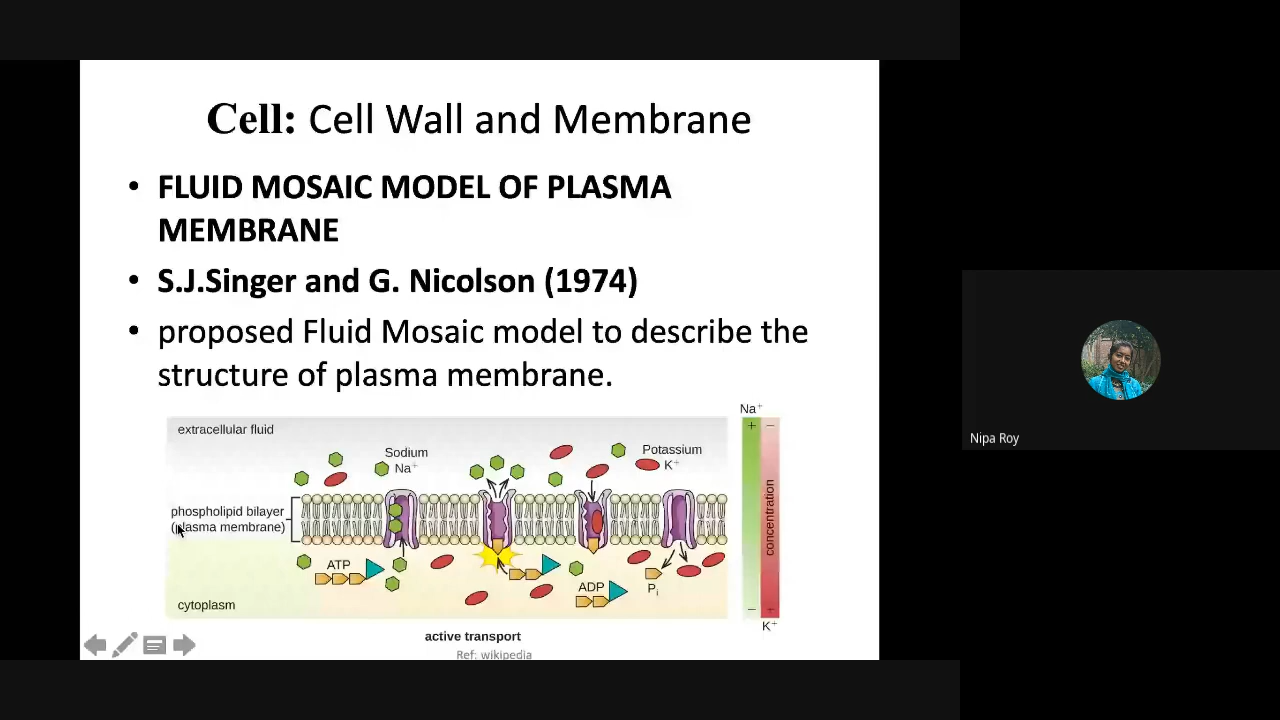 Cell: Cell Wall and Membrane
• FLUID MOSAIC MODEL OF PLASMA
MEMBRANE
• S.J.Singer and G. Nicolson (1974)
• proposed Fluid Mosaic model to describe the
structure of plasma membrane.
extracellular fluid
Sodium
Na⁺
Potassium
K⁺
Na⁺
+ −
phospholipid bilayer
(plasma membrane)
concentration
ATP
ADP
Pi
cytoplasm
− +
K⁺
active transport
Ref: wikipedia
Nipa Roy